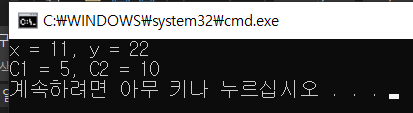 C:\WINDOWS\system32\cmd.exe
x = 11, y = 22
C1 = 5, C2 = 10
계속하려면 아무 키나 누르십시오 . . .